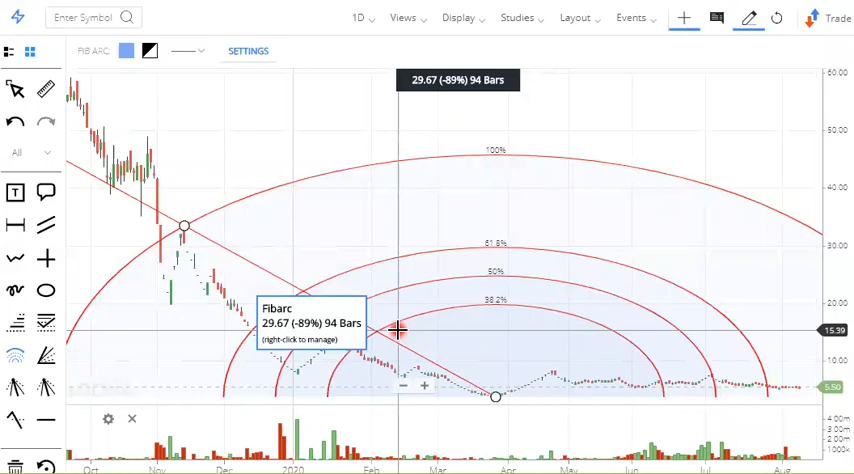 Enter Symbol
1D Views Display Studies Layout Events Trade
FIB ARC: SETTINGS
29.67 (-89%) 94 Bars
60.00
50.00
100%
40.00
All
T
30.00
61.8%
50%
38.2%
20.00
Fibarc
29.67 (-89%) 94 Bars
(right-click to manage)
15.39
10.00
5.50
4.00m
3.00m
2.00m
1000k
Oct Nov Dec 2020 Feb Mar Apr May Jun Jul Aug